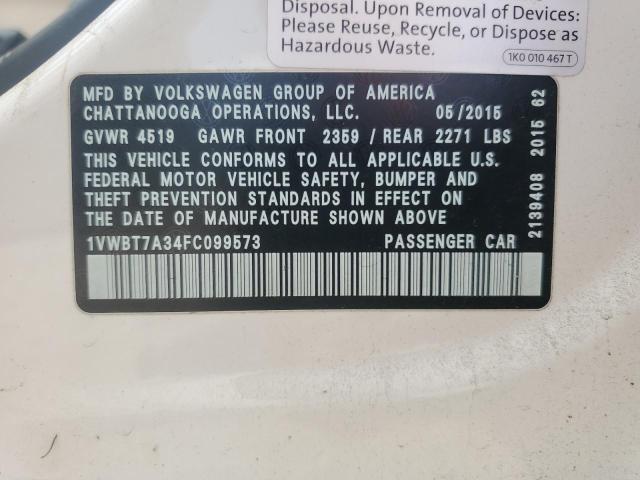 Disposal. Upon Removal of Devices:
Please Reuse, Recycle, or Dispose as
Hazardous Waste.
1K0 010 467 T
MFD BY VOLKSWAGEN GROUP OF AMERICA
CHATTANOOGA OPERATIONS, LLC. 05/2015
GVWR 4519 GAWR FRONT 2359 / REAR 2271 LBS
THIS VEHICLE CONFORMS TO ALL APPLICABLE U.S.
FEDERAL MOTOR VEHICLE SAFETY, BUMPER AND
THEFT PREVENTION STANDARDS IN EFFECT ON
THE DATE OF MANUFACTURE SHOWN ABOVE
1VWBT7A34FC099573 PASSENGER CAR
2139408 2015 62